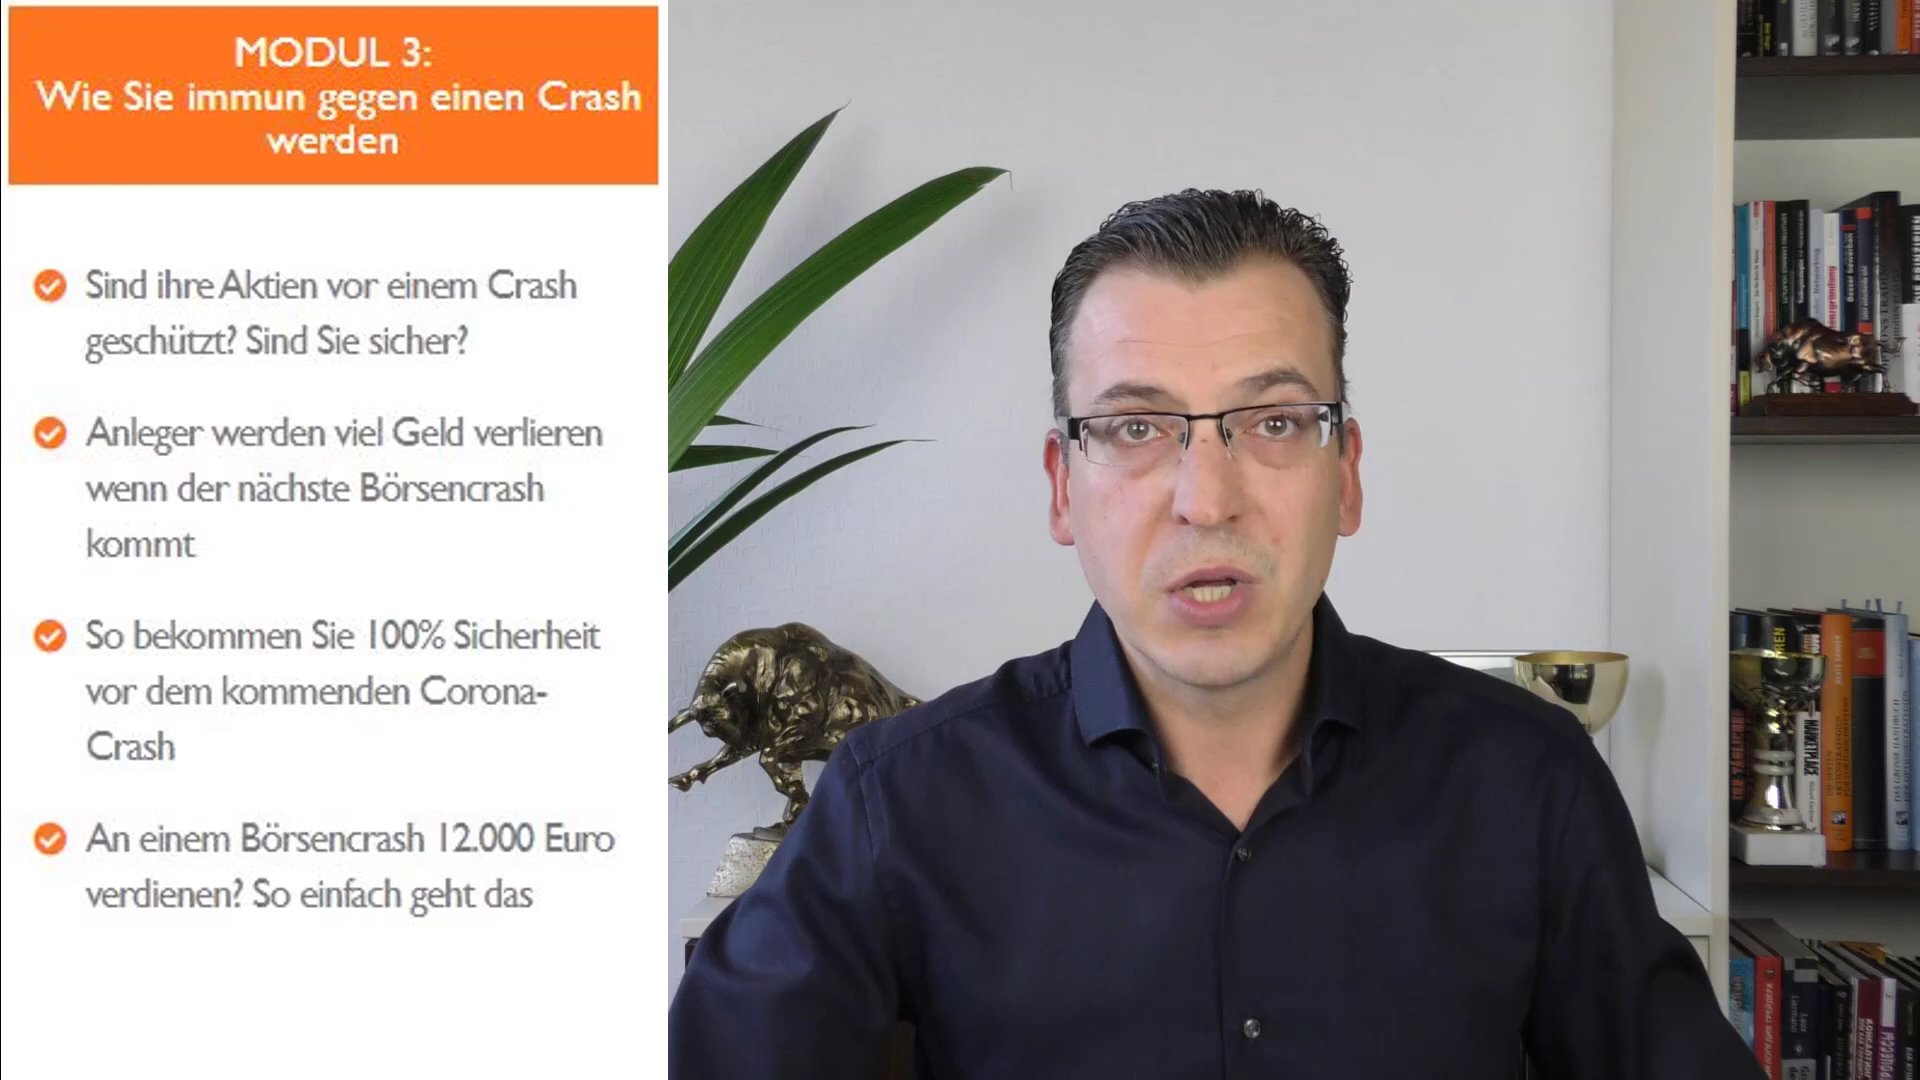 MODUL 3:
Wie Sie immun gegen einen Crash
werden
Sind ihre Aktien vor einem Crash
geschützt? Sind Sie sicher?
Anleger werden viel Geld verlieren
wenn der nächste Börsencrash
kommt
So bekommen Sie 100% Sicherheit
vor dem kommenden Corona-
Crash
An einem Börsencrash 12.000 Euro
verdienen? So einfach geht das
MARKETPLACE